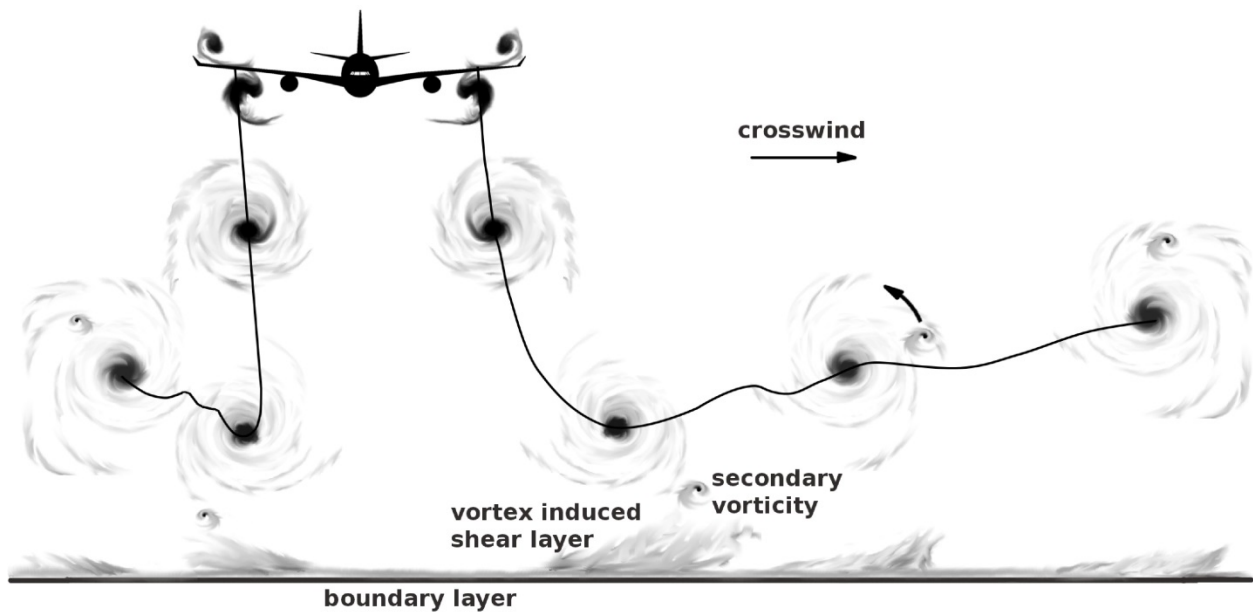 crosswind
secondary
vorticity
vortex induced
shear layer
boundary layer